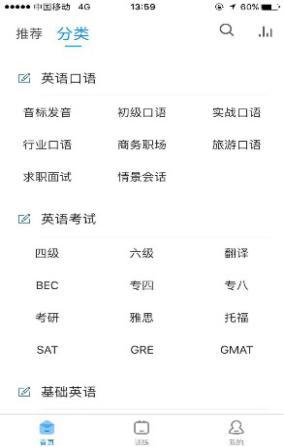 中国移动 4G 13:59 60%
推荐 分类
英语口语
音标发音 初级口语 实战口语
行业口语 商务职场 旅游口语
求职面试 情景会话
英语考试
四级 六级 翻译
BEC 专四 专八
考研 雅思 托福
SAT GRE GMAT
基础英语
首页 训练 我的